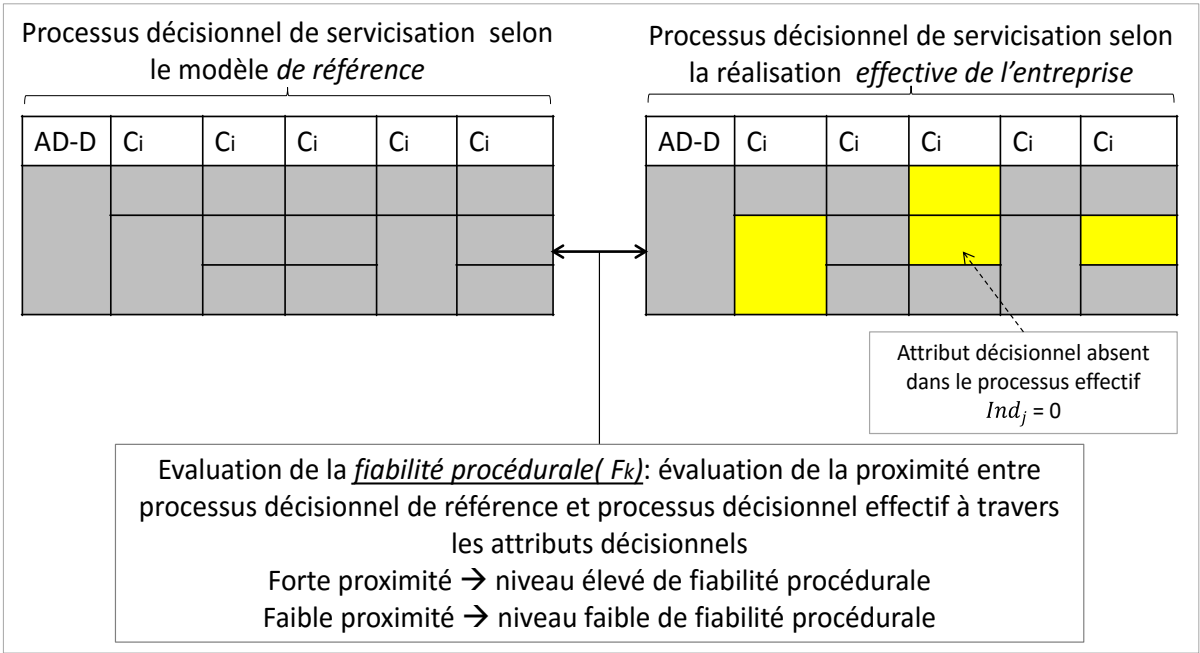 Processus décisionnel de servicisation selon
le modèle de référence
Processus décisionnel de servicisation selon
la réalisation effective de l'entreprise
AD-D Ci Ci Ci Ci Ci
AD-D Ci Ci Ci Ci Ci
Attribut décisionnel absent
dans le processus effectif
Ind_j = 0
Evaluation de la fiabilité procédurale( Fk): évaluation de la proximité entre
processus décisionnel de référence et processus décisionnel effectif à travers
les attributs décisionnels
Forte proximité → niveau élevé de fiabilité procédurale
Faible proximité → niveau faible de fiabilité procédurale